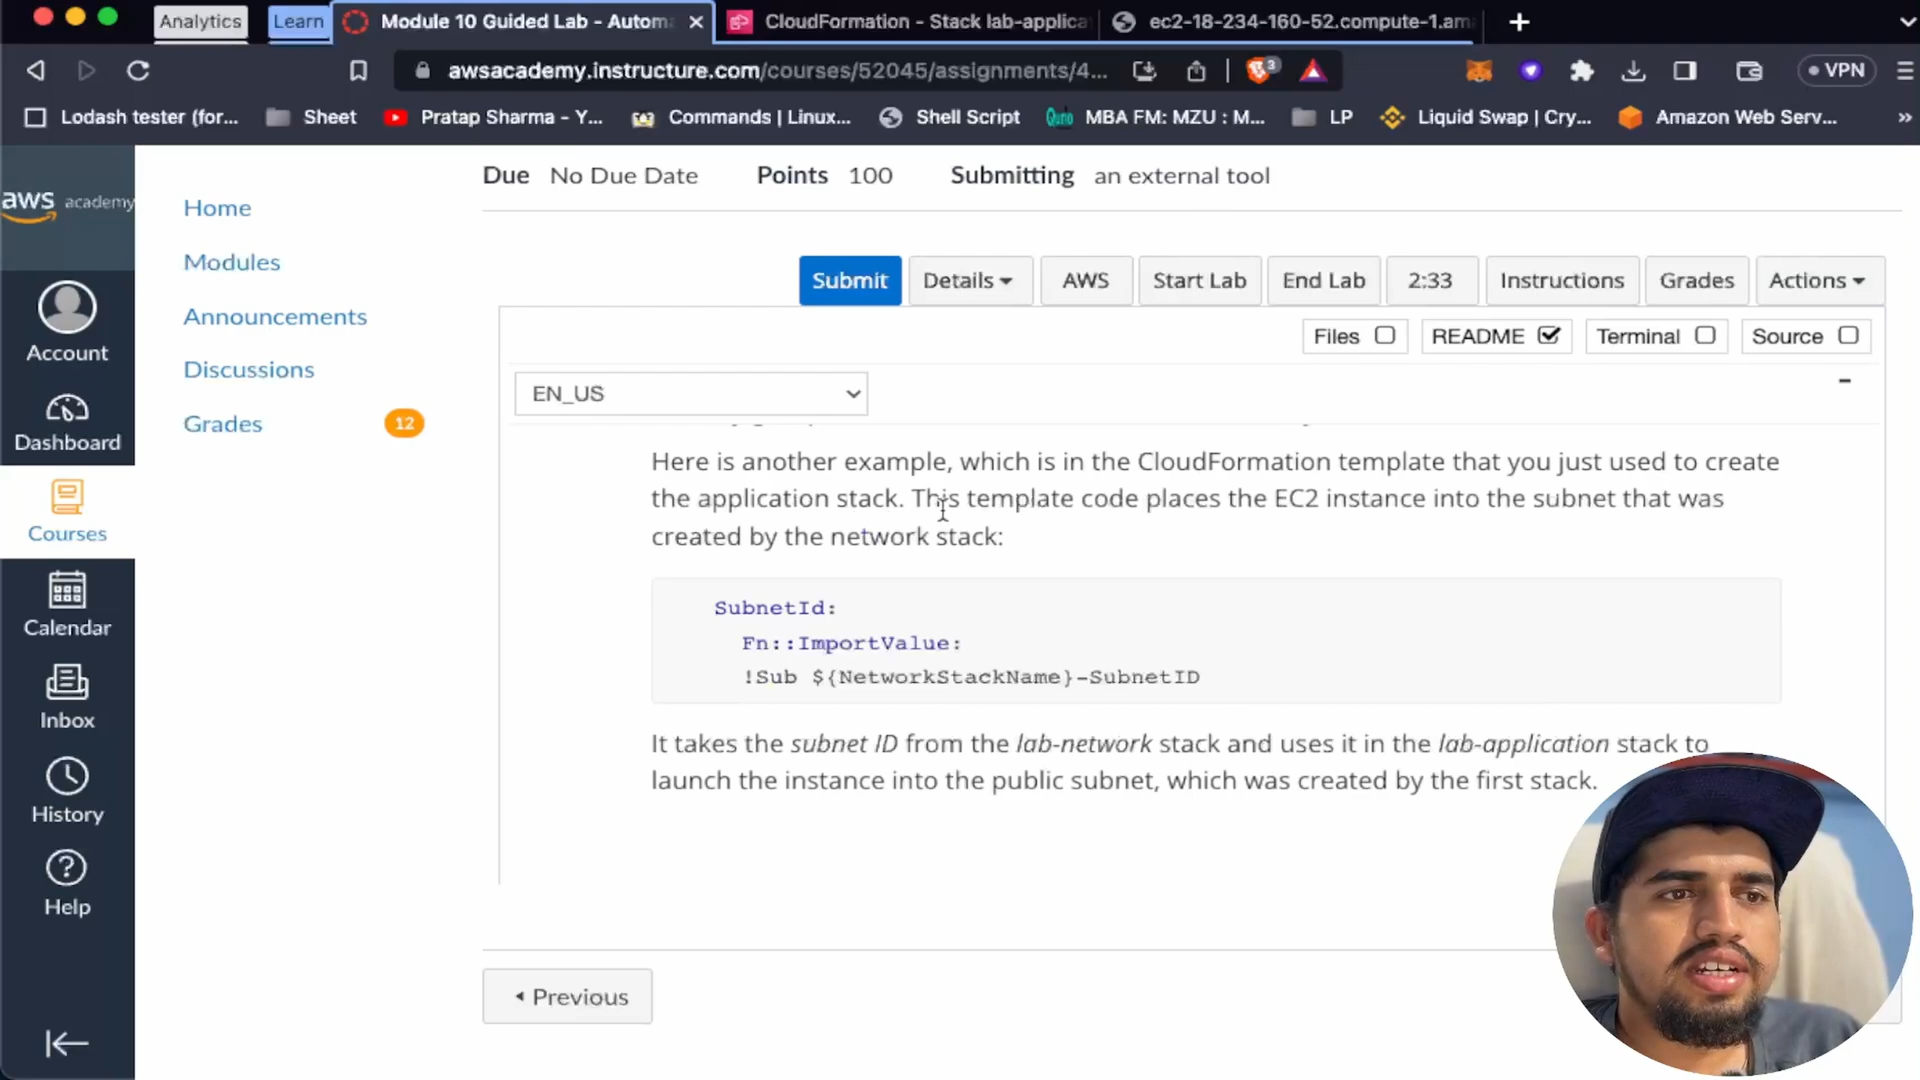 Analytics
Learn
Module 10 Guided Lab - Autom
CloudFormation - Stack lab-applica
ec2-18-234-160-52.compute-1.am
awsacademy.instructure.com/courses/52045/assignments/4...
3
VPN
Lodash tester (for...
Sheet
Pratap Sharma - Y...
Commands | Linux...
Shell Script
MBA FM: MZU : M...
LP
Liquid Swap | Cry...
Amazon Web Serv...
»
aws academy
Account
Dashboard
Courses
Calendar
Inbox
History
Help
Home
Modules
Announcements
Discussions
Grades 12
Due No Due Date Points 100 Submitting an external tool
Submit Details AWS Start Lab End Lab 2:33 Instructions Grades Actions
Files README Terminal Source
EN_US
Here is another example, which is in the CloudFormation template that you just used to create
the application stack. This template code places the EC2 instance into the subnet that was
created by the network stack:
SubnetId:
Fn::ImportValue:
!Sub ${NetworkStackName}-SubnetID
It takes the subnet ID from the lab-network stack and uses it in the lab-application stack to
launch the instance into the public subnet, which was created by the first stack.
Previous